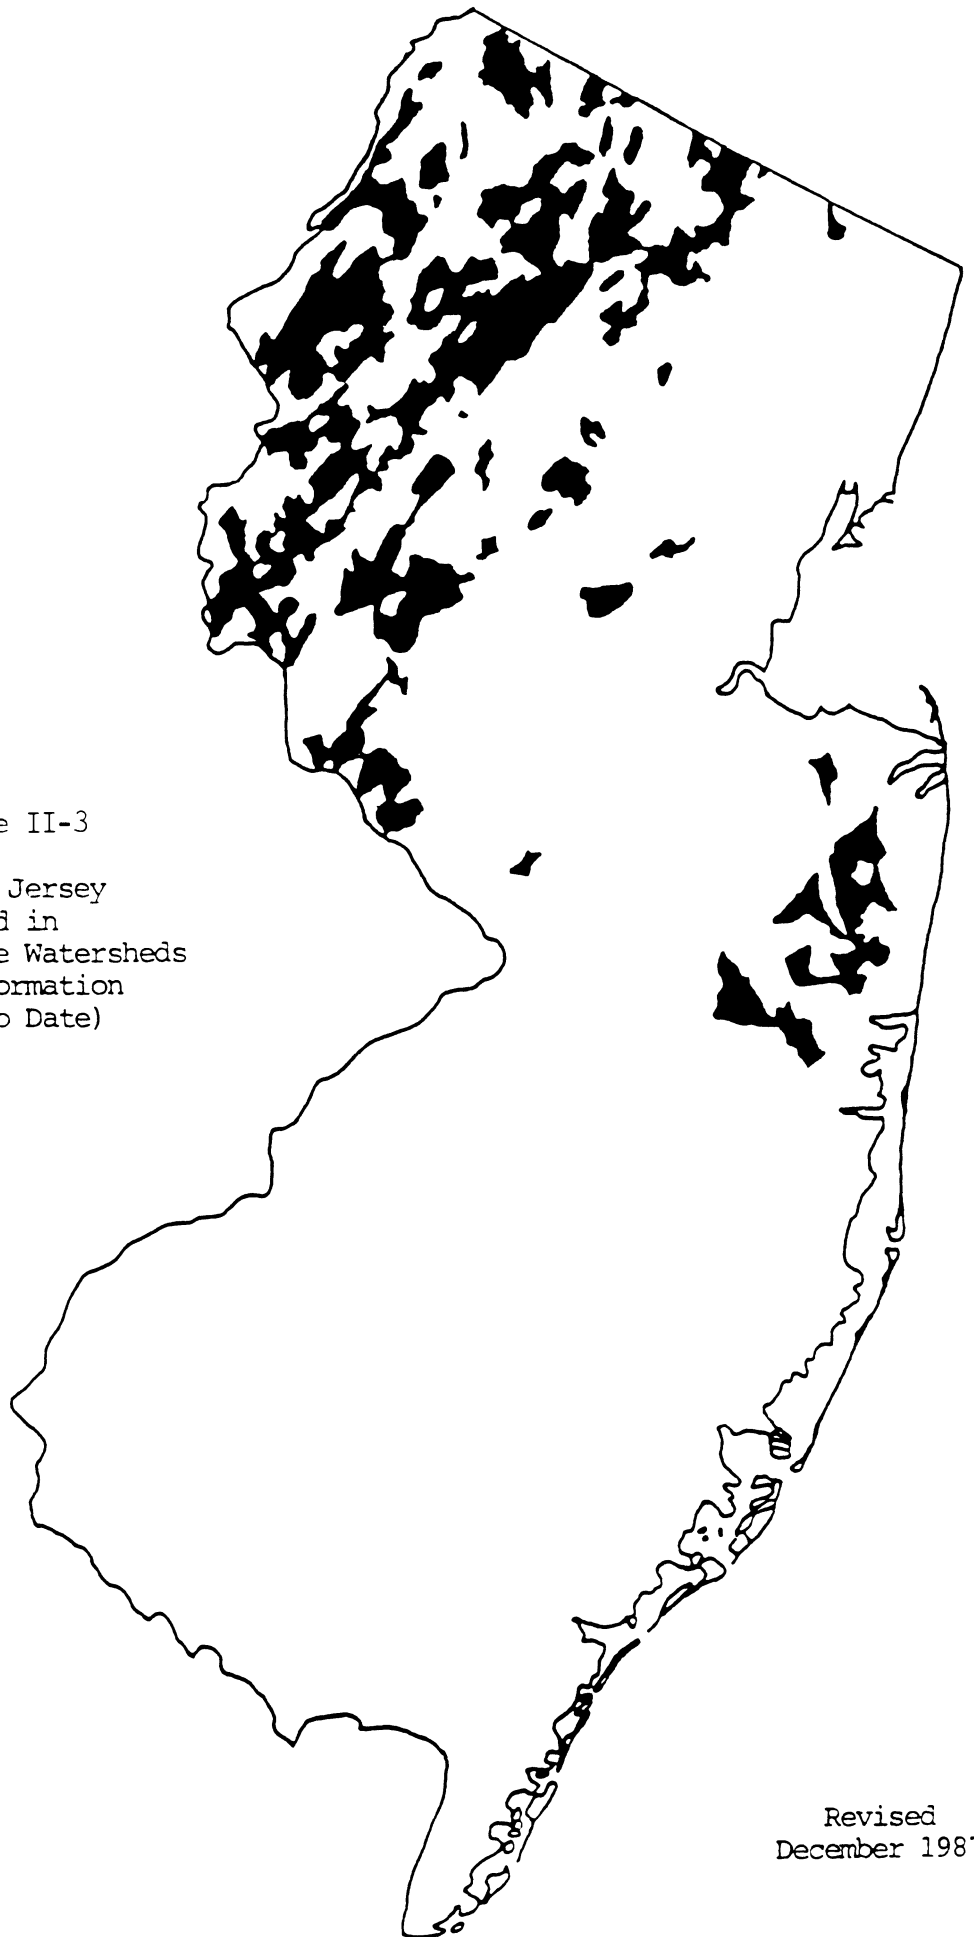 e II-3
Jersey
d in
e Watersheds
ormation
o Date)
Revised
December 198